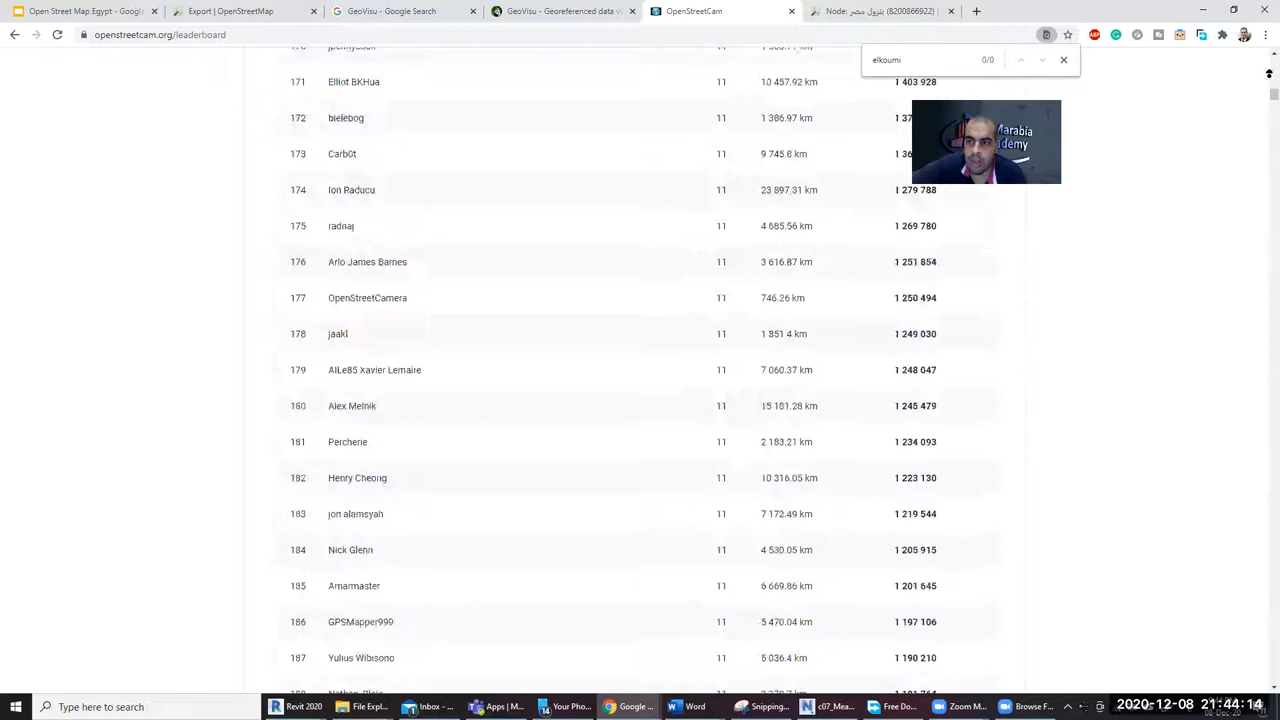 Open Street Map Egypt - Google S
Export | OpenStreetMap
GeoVisu - Google Search
GeoVisu - Georeferenced data v
OpenStreetCam
Node: بترول مصر (8200866922) |
openstreetcam.org/leaderboard
elkoumi 0/0
171 Elliot BKHua 11 10 457.92 km 1 403 928
172 bielebog 11 1 386.97 km 1 37
173 Carb0t 11 9 745.8 km 1 36
174 Ion Raducu 11 23 897.31 km 1 279 788
175 radnaj 11 4 685.56 km 1 269 780
176 Arlo James Barnes 11 3 616.87 km 1 251 854
177 OpenStreetCamera 11 746.26 km 1 250 494
178 jaakl 11 1 851.4 km 1 249 030
179 AILe85 Xavier Lemaire 11 7 060.37 km 1 248 047
180 Alex Melnik 11 15 181.28 km 1 245 479
181 Percherie 11 2 183.21 km 1 234 093
182 Henry Cheong 11 10 316.05 km 1 223 130
183 jon alamsyah 11 7 172.49 km 1 219 544
184 Nick Glenn 11 4 530.05 km 1 205 915
185 Amarmaster 11 6 669.86 km 1 201 645
186 GPSMapper999 11 5 470.04 km 1 197 106
187 Yulius Wibisono 11 5 036.4 km 1 190 210
Marabia
Academy
Type here to search
Revit 2020
File Expl...
Inbox - ...
Apps | M...
Your Pho...
Google ...
Word
Snipping...
c07_Mea...
Free Do...
Zoom M...
Browse F...
2020-12-08 21:44:14